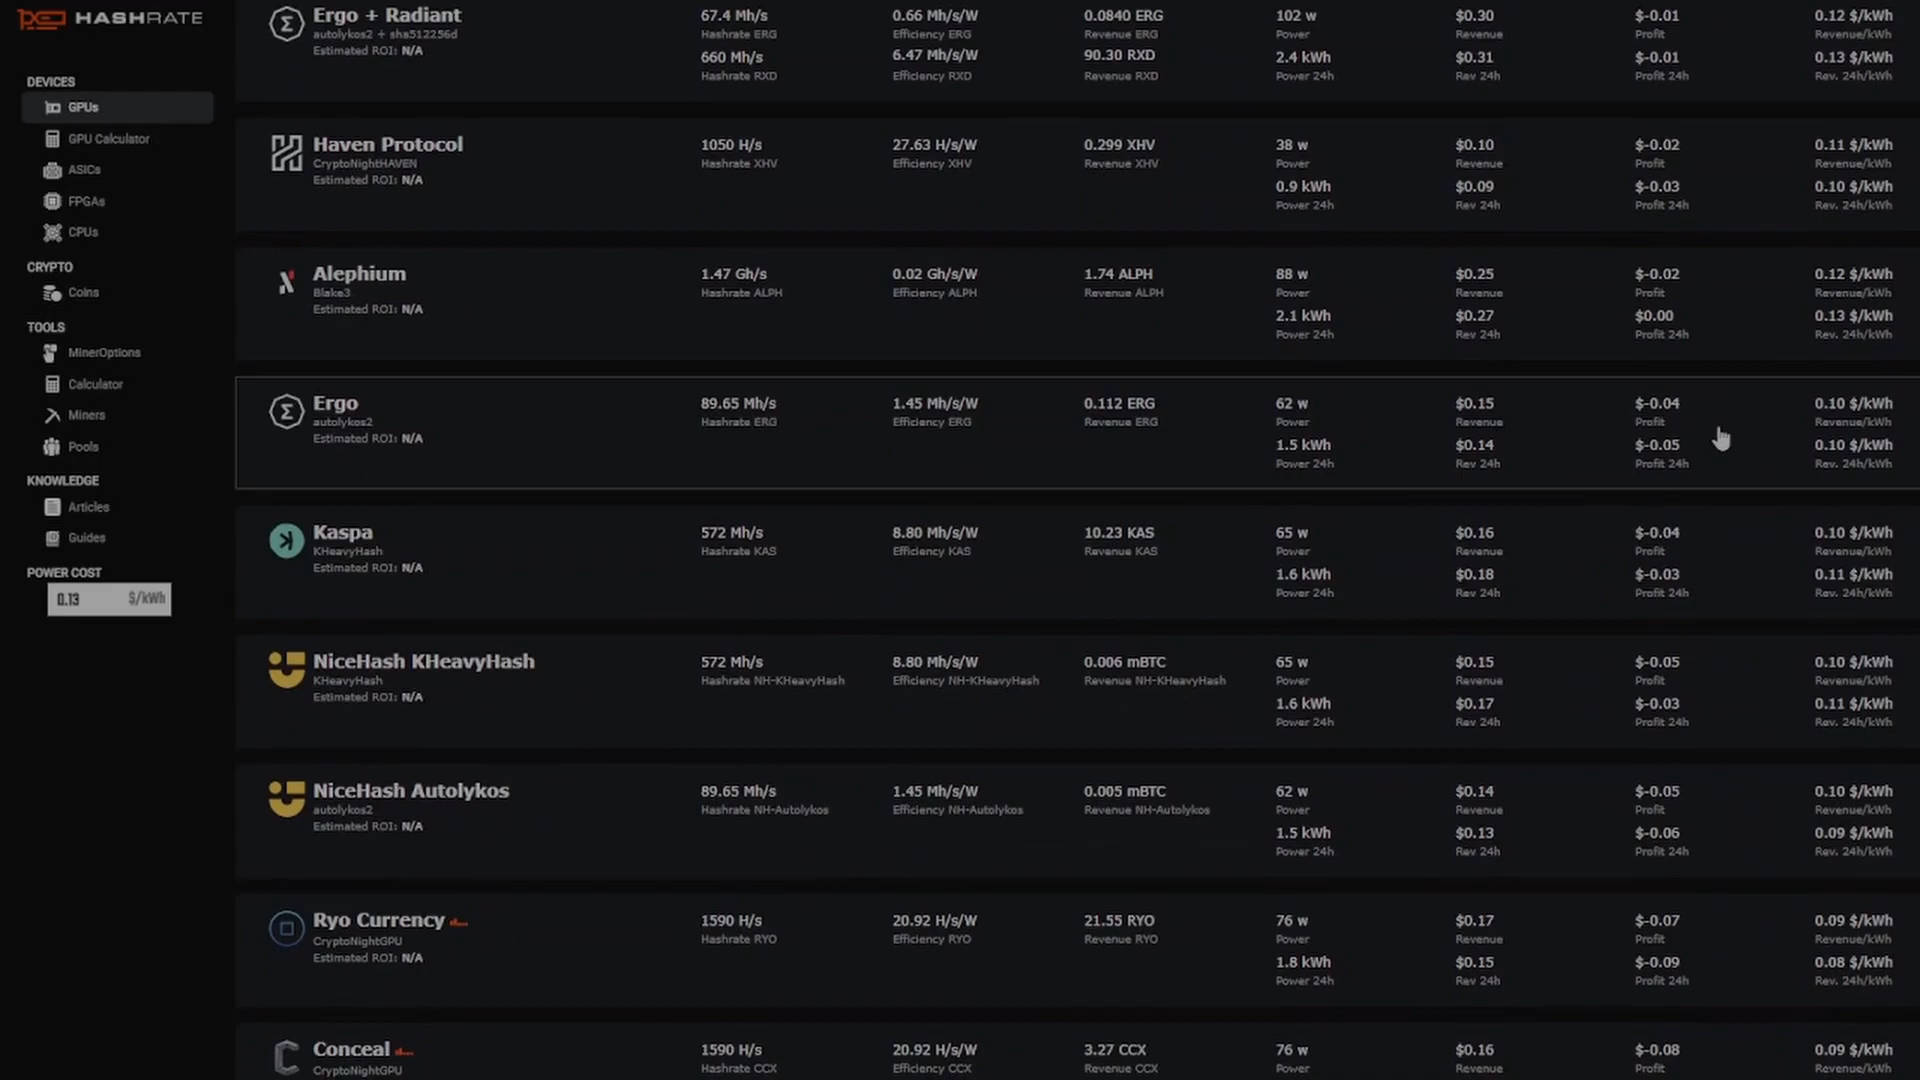 HASHRATE
DEVICES
GPUs
GPU Calculator
ASICs
FPGAs
CPUs
CRYPTO
Coins
TOOLS
MinerOptions
Calculator
Miners
Pools
KNOWLEDGE
Articles
Guides
POWER COST
0.13 $/kWh
Ergo + Radiant 67.4 Mh/s 0.66 Mh/s/W 0.0840 ERG 102 w $0.30 $-0.01 0.12 $/kWh
autolykos2 + sha512256d Hashrate ERG Efficiency ERG Revenue ERG Power Revenue Profit Revenue/kWh
Estimated ROI: N/A 660 Mh/s 6.47 Mh/s/W 90.30 RXD 2.4 kWh $0.31 $-0.01 0.13 $/kWh
Hashrate RXD Efficiency RXD Revenue RXD Power 24h Rev 24h Profit 24h Rev. 24h/kWh
Haven Protocol 1050 H/s 27.63 H/s/W 0.299 XHV 38 w $0.10 $-0.02 0.11 $/kWh
CryptoNightHAVEN Hashrate XHV Efficiency XHV Revenue XHV Power Revenue Profit Revenue/kWh
Estimated ROI: N/A 0.9 kWh $0.09 $-0.03 0.10 $/kWh
Power 24h Rev 24h Profit 24h Rev. 24h/kWh
Alephium 1.47 Gh/s 0.02 Gh/s/W 1.74 ALPH 88 w $0.25 $-0.02 0.12 $/kWh
Blake3 Hashrate ALPH Efficiency ALPH Revenue ALPH Power Revenue Profit Revenue/kWh
Estimated ROI: N/A 2.1 kWh $0.27 $0.00 0.13 $/kWh
Power 24h Rev 24h Profit 24h Rev. 24h/kWh
Ergo 89.65 Mh/s 1.45 Mh/s/W 0.112 ERG 62 w $0.15 $-0.04 0.10 $/kWh
autolykos2 Hashrate ERG Efficiency ERG Revenue ERG Power Revenue Profit Revenue/kWh
Estimated ROI: N/A 1.5 kWh $0.14 $-0.05 0.10 $/kWh
Power 24h Rev 24h Profit 24h Rev. 24h/kWh
Kaspa 572 Mh/s 8.80 Mh/s/W 10.23 KAS 65 w $0.16 $-0.04 0.10 $/kWh
KHeavyHash Hashrate KAS Efficiency KAS Revenue KAS Power Revenue Profit Revenue/kWh
Estimated ROI: N/A 1.6 kWh $0.18 $-0.03 0.11 $/kWh
Power 24h Rev 24h Profit 24h Rev. 24h/kWh
NiceHash KHeavyHash 572 Mh/s 8.80 Mh/s/W 0.006 mBTC 65 w $0.15 $-0.05 0.10 $/kWh
KHeavyHash Hashrate NH-KHeavyHash Efficiency NH-KHeavyHash Revenue NH-KHeavyHash Power Revenue Profit Revenue/kWh
Estimated ROI: N/A 1.6 kWh $0.17 $-0.03 0.11 $/kWh
Power 24h Rev 24h Profit 24h Rev. 24h/kWh
NiceHash Autolykos 89.65 Mh/s 1.45 Mh/s/W 0.005 mBTC 62 w $0.14 $-0.05 0.10 $/kWh
autolykos2 Hashrate NH-Autolykos Efficiency NH-Autolykos Revenue NH-Autolykos Power Revenue Profit Revenue/kWh
Estimated ROI: N/A 1.5 kWh $0.13 $-0.06 0.09 $/kWh
Power 24h Rev 24h Profit 24h Rev. 24h/kWh
Ryo Currency 1590 H/s 20.92 H/s/W 21.55 RYO 76 w $0.17 $-0.07 0.09 $/kWh
CryptoNightGPU Hashrate RYO Efficiency RYO Revenue RYO Power Revenue Profit Revenue/kWh
Estimated ROI: N/A 1.8 kWh $0.15 $-0.09 0.08 $/kWh
Power 24h Rev 24h Profit 24h Rev. 24h/kWh
Conceal 1590 H/s 20.92 H/s/W 3.27 CCX 76 w $0.16 $-0.08 0.09 $/kWh
CryptoNightGPU Hashrate CCX Efficiency CCX Revenue CCX Power Revenue Profit Revenue/kWh